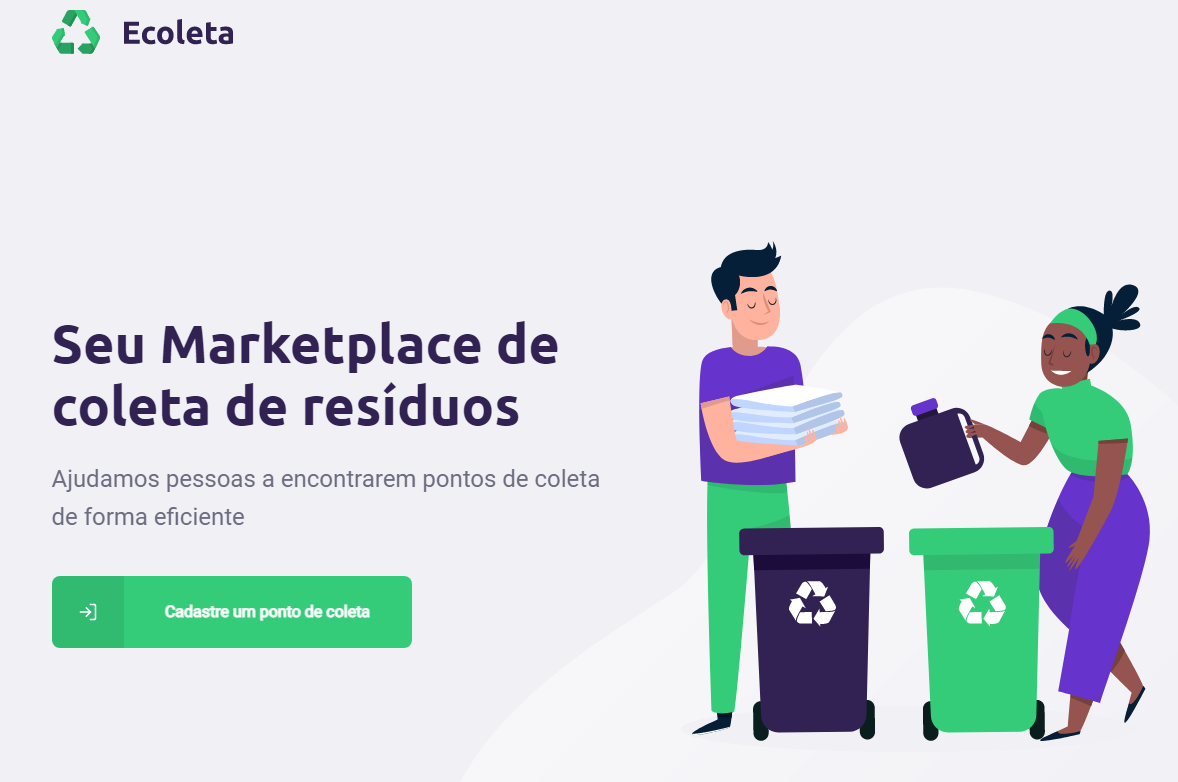 Ecoleta
Seu Marketplace de
coleta de resíduos
Ajudamos pessoas a encontrarem pontos de coleta
de forma eficiente
Cadastre um ponto de coleta